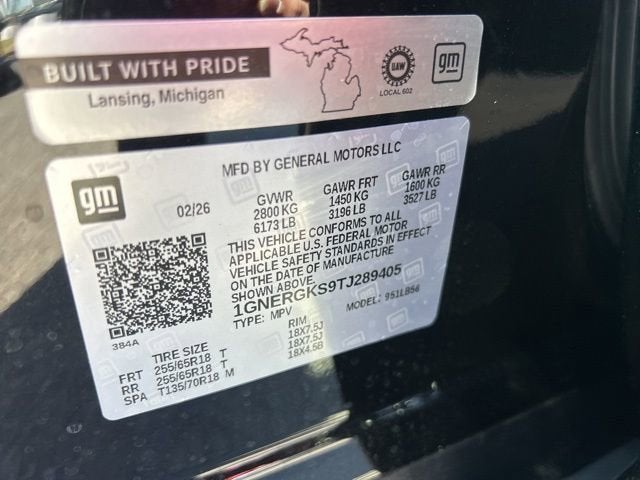 BUILT WITH PRIDE
Lansing, Michigan
UAW
LOCAL 602
gm
MFD BY GENERAL MOTORS LLC
gm
02/26
GVWR
2800 KG
6173 LB
GAWR FRT
1450 KG
3196 LB
GAWR RR
1600 KG
3527 LB
THIS VEHICLE CONFORMS TO ALL
APPLICABLE U.S. FEDERAL MOTOR
VEHICLE SAFETY STANDARDS IN EFFECT
ON THE DATE OF MANUFACTURE
SHOWN ABOVE.
1GNERGKS9TJ289405
TYPE: MPV
MODEL: 951LB56
384A
TIRE SIZE
RIM
FRT 255/65R18 T 18X7.5J
RR 255/65R18 T 18X7.5J
SPA T135/70R18 M 18X4.5B